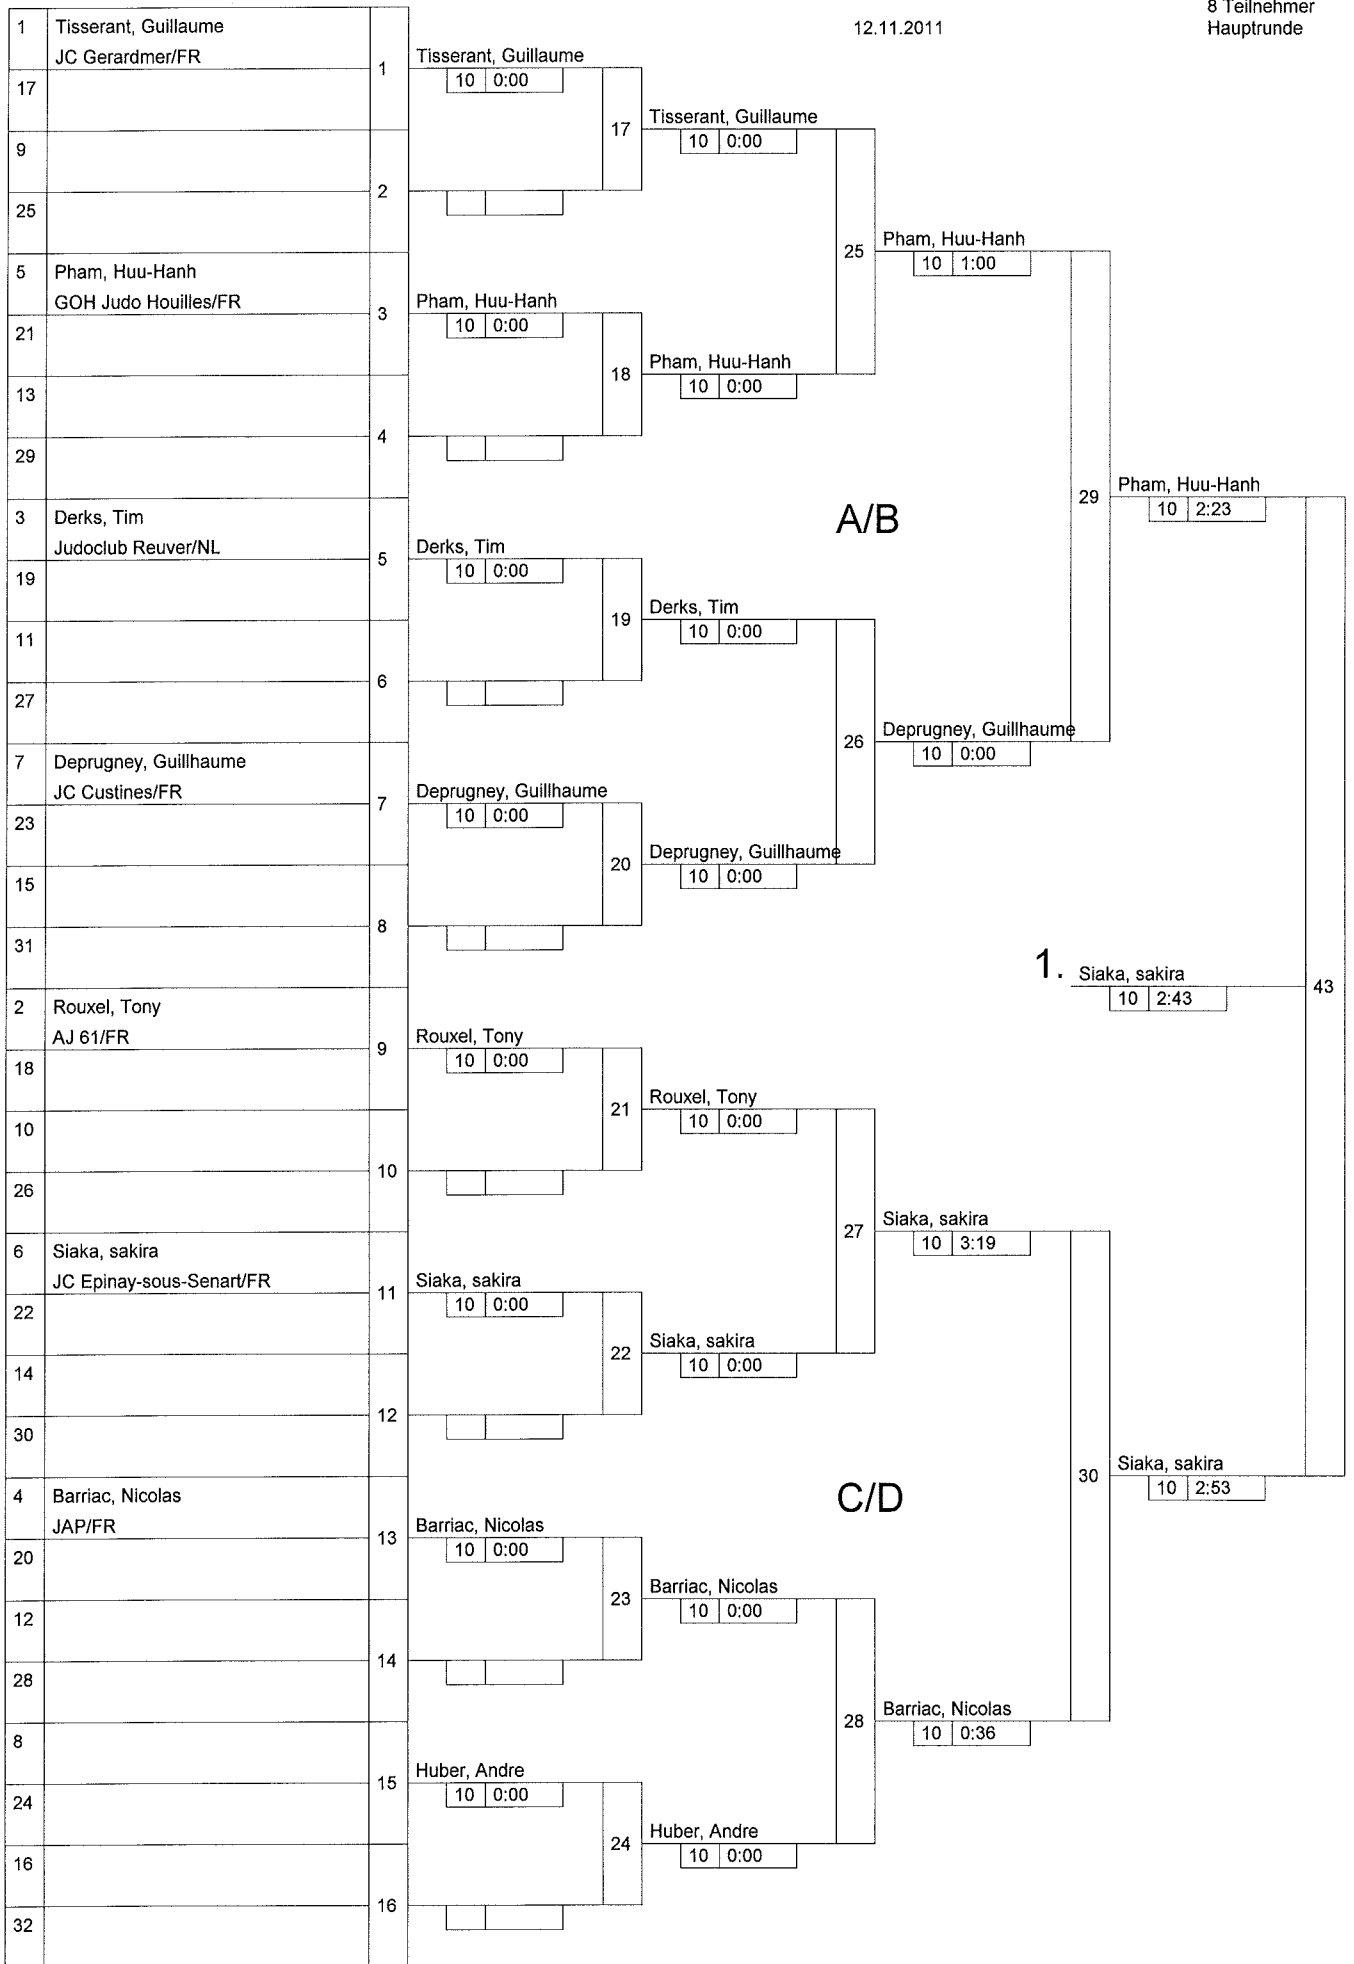 8 Teilnehmer
12.11.2011
Hauptrunde
1 Tisserant, Guillaume
JC Gerardmer/FR
17
9
25
5 Pham, Huu-Hanh
GOH Judo Houilles/FR
21
13
29
3 Derks, Tim
Judoclub Reuver/NL
19
11
27
7 Deprugney, Guillhaume
JC Custines/FR
23
15
31
2 Rouxel, Tony
AJ 61/FR
18
10
26
6 Siaka, sakira
JC Epinay-sous-Senart/FR
22
14
30
4 Barriac, Nicolas
JAP/FR
20
12
28
8
24
16
32
1 Tisserant, Guillaume
10 0:00
2
3 Pham, Huu-Hanh
10 0:00
4
5 Derks, Tim
10 0:00
6
7 Deprugney, Guillhaume
10 0:00
8
9 Rouxel, Tony
10 0:00
10
11 Siaka, sakira
10 0:00
12
13 Barriac, Nicolas
10 0:00
14
15 Huber, Andre
10 0:00
16
17 Tisserant, Guillaume
10 0:00
18 Pham, Huu-Hanh
10 0:00
19 Derks, Tim
10 0:00
20 Deprugney, Guillhaume
10 0:00
21 Rouxel, Tony
10 0:00
22 Siaka, sakira
10 0:00
23 Barriac, Nicolas
10 0:00
24 Huber, Andre
10 0:00
25 Pham, Huu-Hanh
10 1:00
A/B
26 Deprugney, Guillhaume
10 0:00
27 Siaka, sakira
10 3:19
C/D
28 Barriac, Nicolas
10 0:36
29 Pham, Huu-Hanh
10 2:23
30 Siaka, sakira
10 2:53
1. Siaka, sakira
10 2:43
43